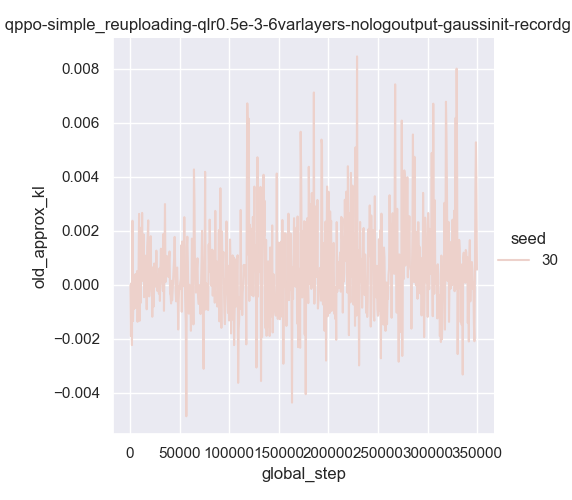 qppo-simple_reuploading-qlr0.5e-3-6varlayers-nologoutput-gaussinit-recordg
0.008
0.006
0.004
0.002
0.000
−0.002
−0.004
old_approx_kl
0 50000 100000 150000 200000 250000 300000 350000
global_step
seed
30